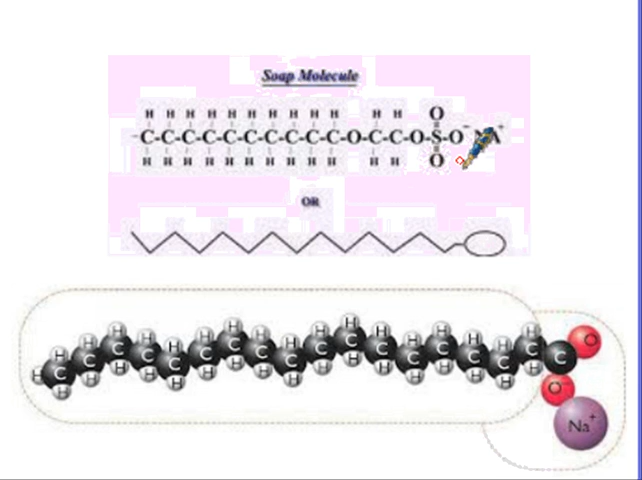 Soap Molecule
H H H H H H H H H H H H O
-C-C-C-C-C-C-C-C-C-C-O-C-C-O-S-O⁻ ⁺
H H H H H H H H H H H H O
OR
H H H H H H H H H H H H H H H H H
H C C C C C C C C C C C C C C C C C C O
H H H H H H H H H H H H H H H H H
O⁻
Na⁺